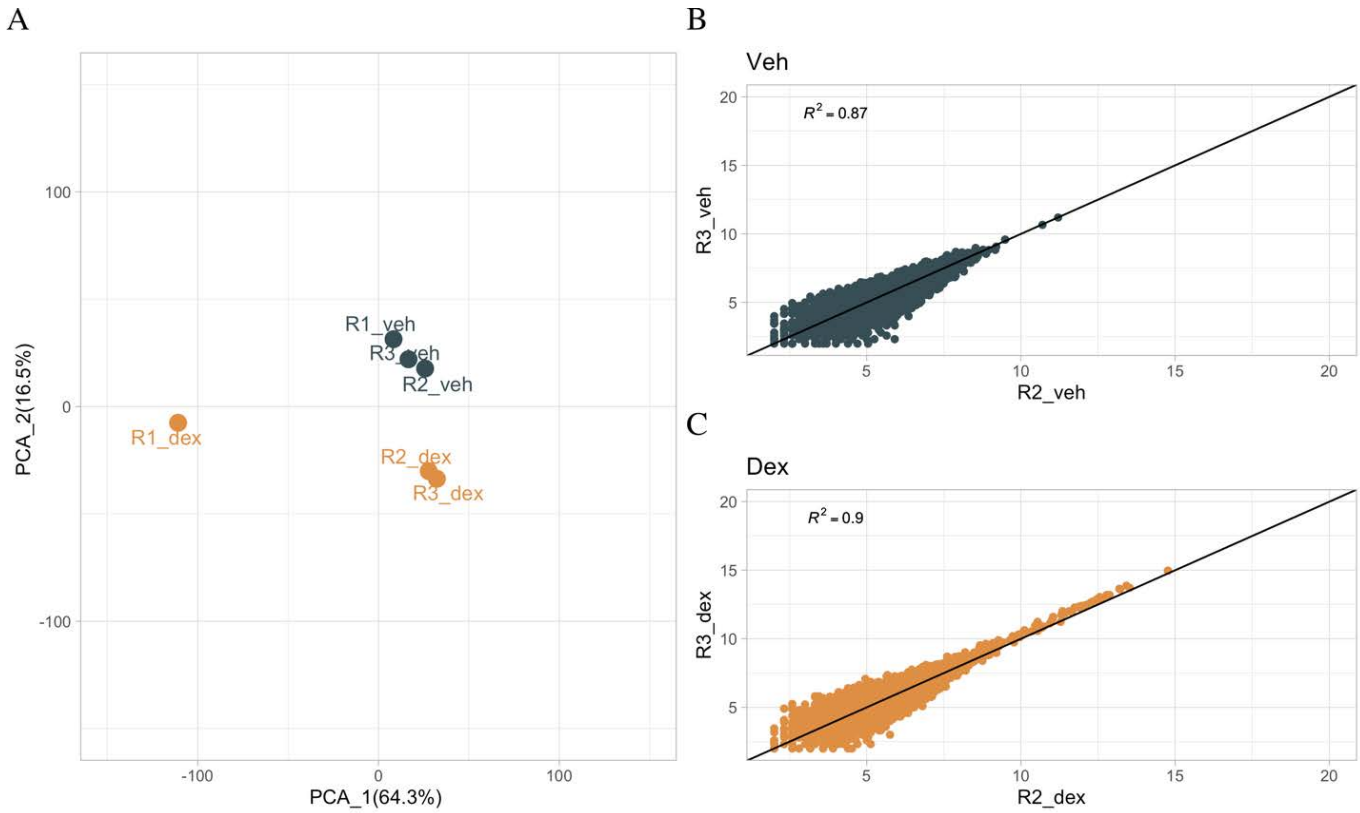 A
PCA_2(16.5%)
100
0
-100
R1_veh
R3_veh
R2_veh
R1_dex
R2_dex
R3_dex
-100
0
100
PCA_1(64.3%)
B
Veh
R3_veh
20
15
10
5
R² = 0.87
5
10
15
20
R2_veh
C
Dex
R3_dex
20
15
10
5
R² = 0.9
5
10
15
20
R2_dex